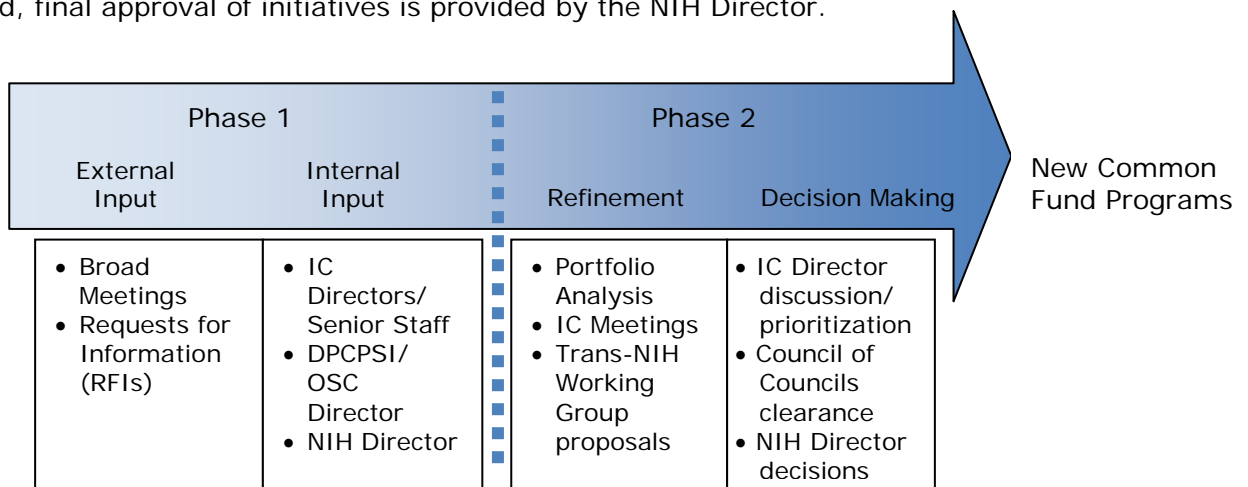 d, final approval of initiatives is provided by the NIH Director.
Phase 1
Phase 2
External
Input
Internal
Input
Refinement
Decision Making
New Common
Fund Programs
• Broad
Meetings
• Requests for
Information
(RFIs)
• IC
Directors/
Senior Staff
• DPCPSI/
OSC
Director
• NIH Director
• Portfolio
Analysis
• IC Meetings
• Trans-NIH
Working
Group
proposals
• IC Director
discussion/
prioritization
• Council of
Councils
clearance
• NIH Director
decisions